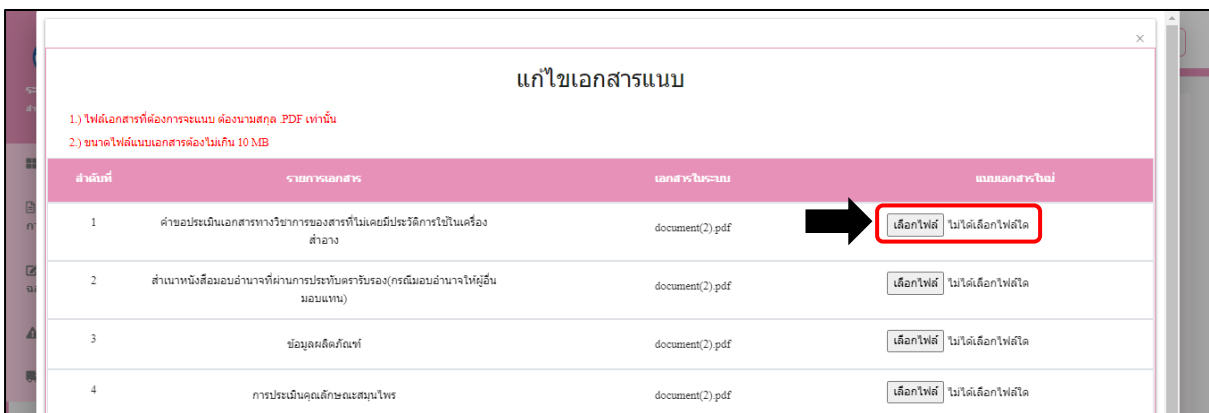 ×
แก้ไขเอกสารแนบ
1.) ไฟล์เอกสารที่ต้องการจะแนบ ต้องนามสกุล .PDF เท่านั้น
2.) ขนาดไฟล์แนบเอกสารต้องไม่เกิน 10 MB
ลำดับที่ รายการเอกสาร เอกสารในระบบ แนบเอกสารใหม่
1 คำขอประเมินเอกสารทางวิชาการของสารที่ไม่เคยมีประวัติการใช้ในเครื่อง
สำอาง document(2).pdf เลือกไฟล์ ไม่ได้เลือกไฟล์ใด
2 สำเนาหนังสือมอบอำนาจที่ผ่านการประทับตรารับรอง(กรณีมอบอำนาจให้ผู้อื่น
มอบแทน) document(2).pdf เลือกไฟล์ ไม่ได้เลือกไฟล์ใด
3 ข้อมูลผลิตภัณฑ์ document(2).pdf เลือกไฟล์ ไม่ได้เลือกไฟล์ใด
4 การประเมินคุณลักษณะสมุนไพร document(2).pdf เลือกไฟล์ ไม่ได้เลือกไฟล์ใด